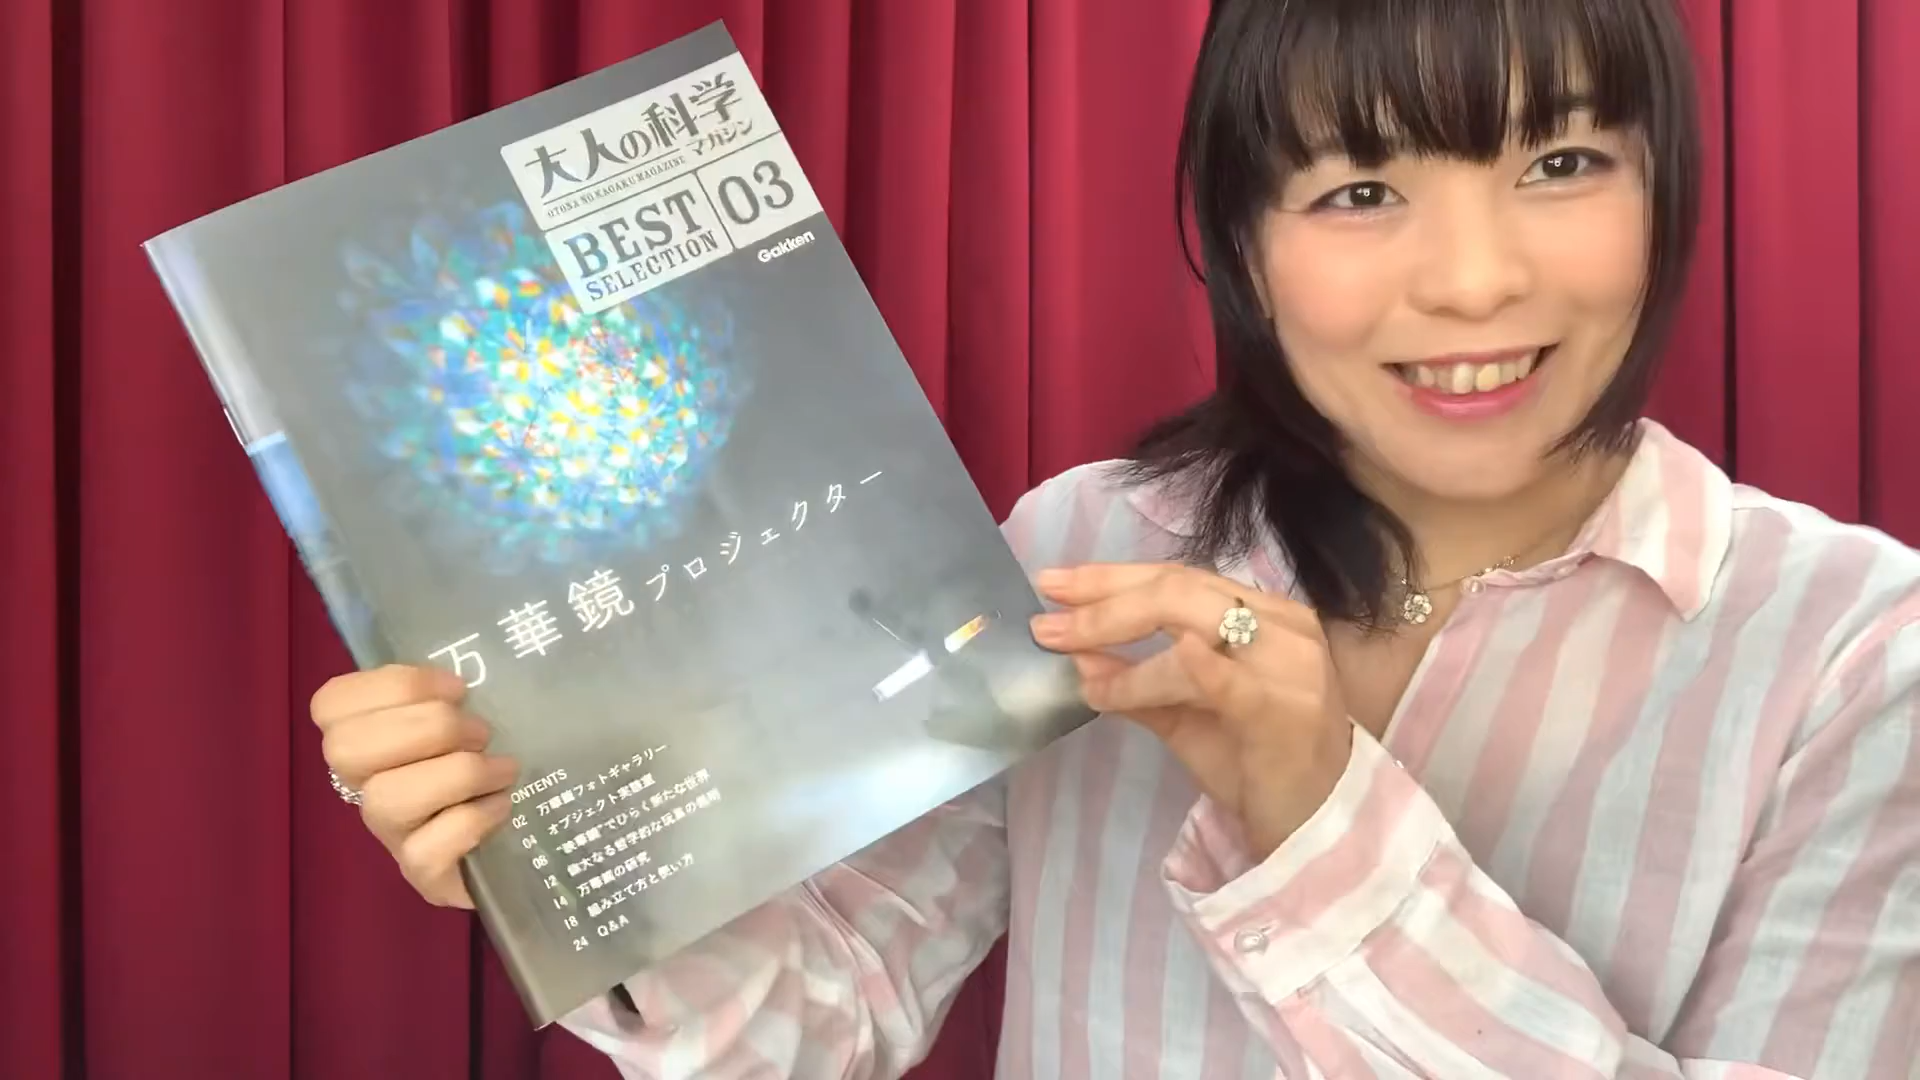 大人の科学
マガジン
OTONA NO KAGAKU MAGAZINE
BEST
SELECTION
03
Gakken
万華鏡プロジェクター
ONTENTS
02 万華鏡フォトギャラリー
04 オブジェクト実験室
08 “映華鏡”でひらく新たな世界
12 偉大なる哲学的な玩具の発明
14 万華鏡の研究
18 組み立て方と使い方
24 Q&A